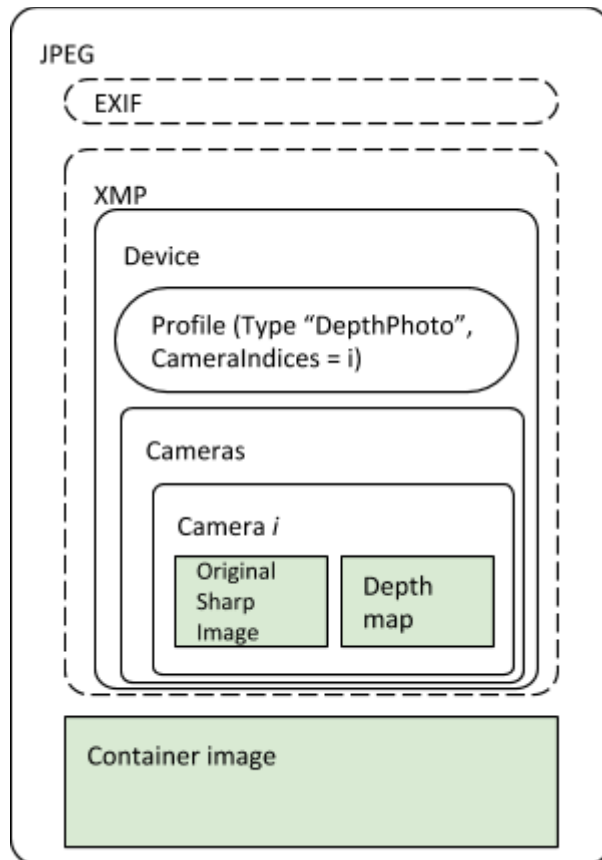 JPEG
EXIF
XMP
Device
Profile (Type “DepthPhoto”,
CameraIndices = i)
Cameras
Camera i
Original
Sharp
Image
Depth
map
Container image